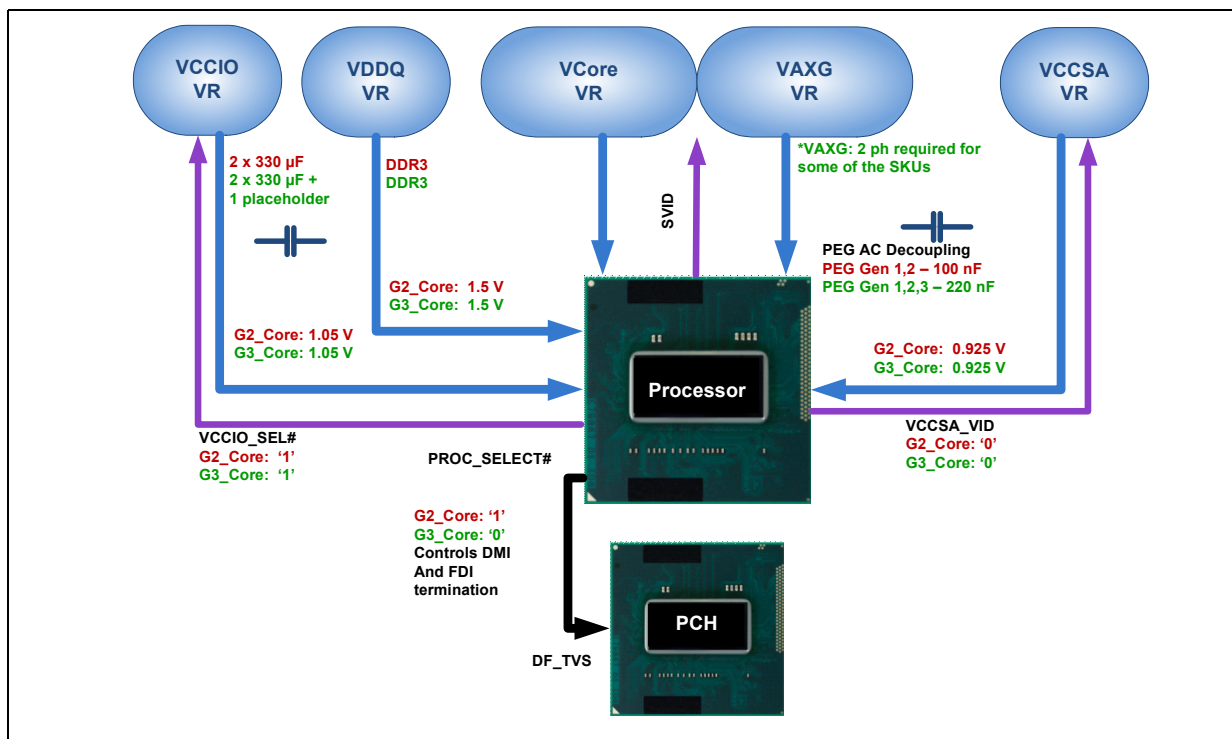 VCCIO
VR
VDDQ
VR
VCore
VR
VAXG
VR
VCCSA
VR
2 x 330 µF
2 x 330 µF +
1 placeholder
DDR3
DDR3
SVID
*VAXG: 2 ph required for
some of the SKUs
PEG AC Decoupling
PEG Gen 1,2 – 100 nF
PEG Gen 1,2,3 – 220 nF
G2_Core: 1.5 V
G3_Core: 1.5 V
G2_Core: 1.05 V
G3_Core: 1.05 V
G2_Core: 0.925 V
G3_Core: 0.925 V
Processor
VCCIO_SEL#
G2_Core: ‘1’
G3_Core: ‘1’
PROC_SELECT#
VCCSA_VID
G2_Core: ‘0’
G3_Core: ‘0’
G2_Core: ‘1’
G3_Core: ‘0’
Controls DMI
And FDI
termination
PCH
DF_TVS